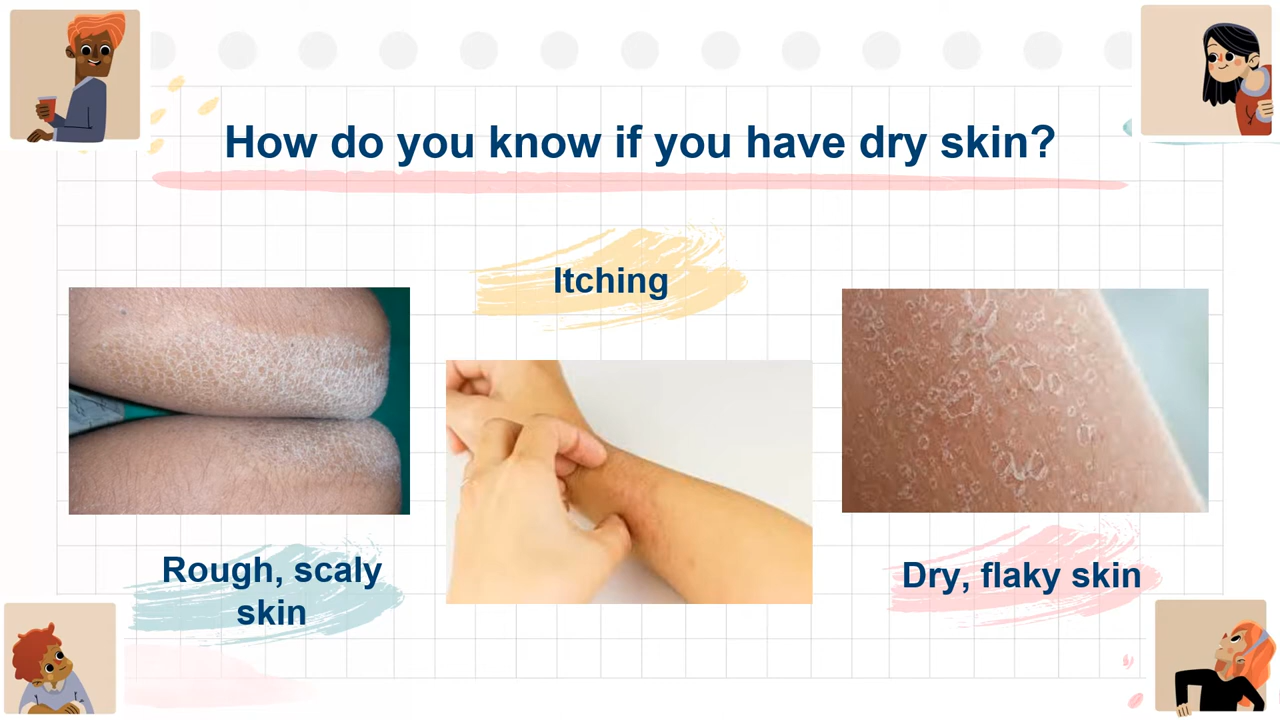 How do you know if you have dry skin?
Itching
Rough, scaly
skin
Dry, flaky skin